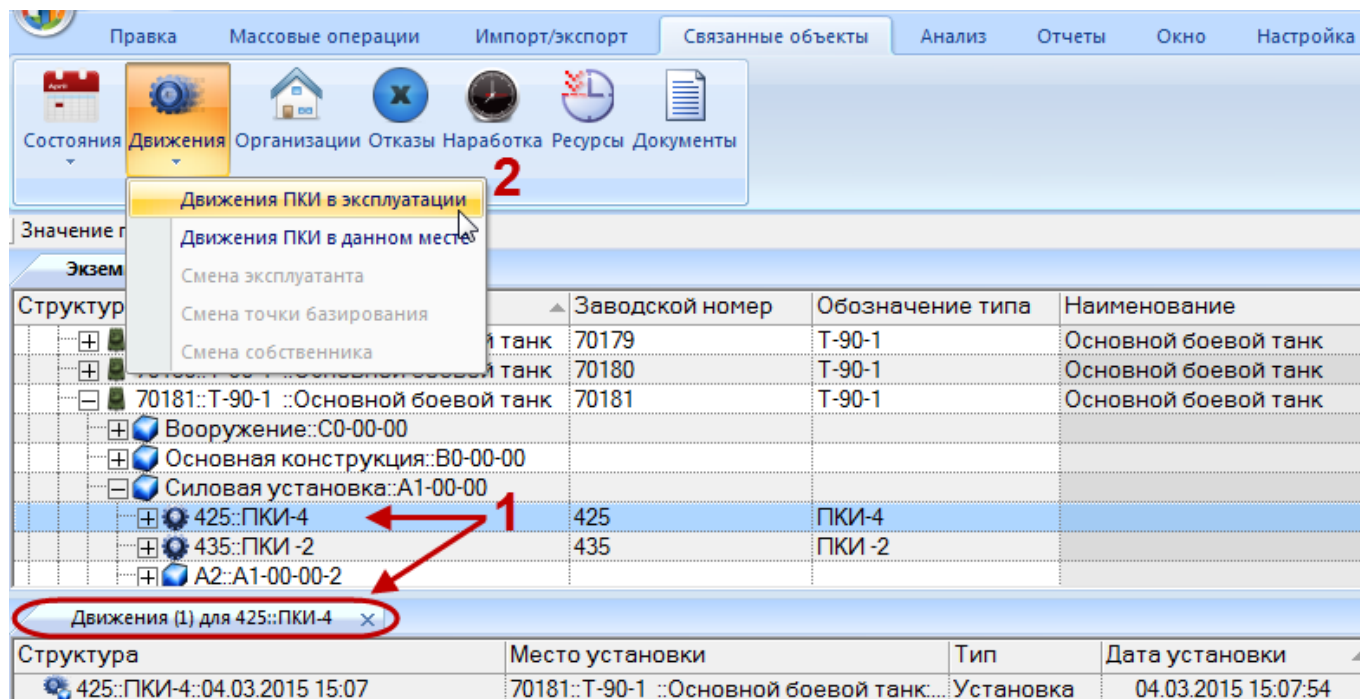 Правка Массовые операции Импорт/экспорт Связанные объекты Анализ Отчеты Окно Настройка
April
Состояния Движения Организации Отказы Наработка Ресурсы Документы
2
Движения ПКИ в эксплуатации
Значение
Движения ПКИ в данном месте
Экзем
Смена эксплуатанта
Структур Заводской номер Обозначение типа Наименование
Смена точки базирования
й танк 70179 Т-90-1 Основной боевой танк
Смена собственника
й танк 70180 Т-90-1 Основной боевой танк
70181::Т-90-1 ::Основной боевой танк 70181 Т-90-1 Основной боевой танк
Вооружение::С0-00-00
Основная конструкция::В0-00-00
Силовая установка::А1-00-00
425::ПКИ-4 1 425 ПКИ-4
435::ПКИ -2 435 ПКИ -2
А2::А1-00-00-2
Движения (1) для 425::ПКИ-4
Структура Место установки Тип Дата установки
425::ПКИ-4::04.03.2015 15:07 70181::Т-90-1 ::Основной боевой танк:... Установка 04.03.2015 15:07:54